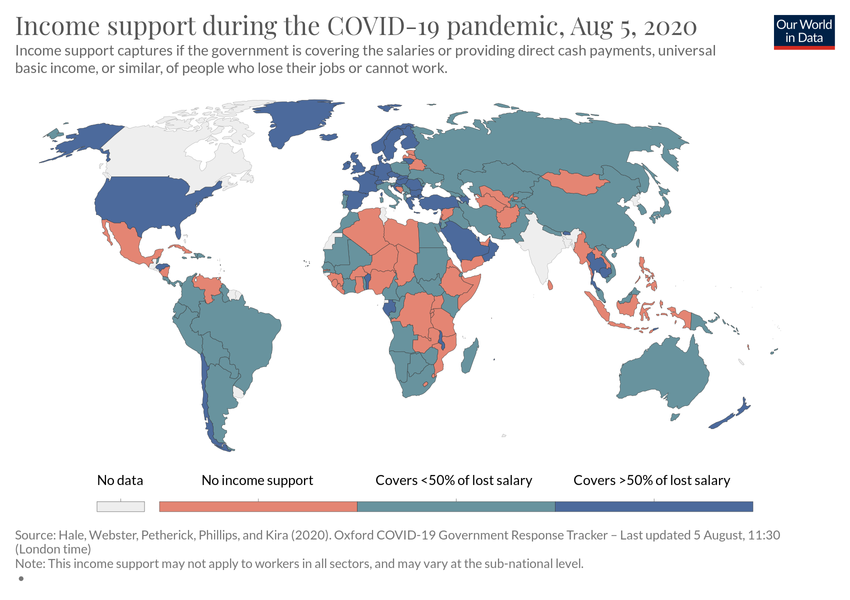 Income support during the COVID-19 pandemic, Aug 5, 2020
Our World
in Data
Income support captures if the government is covering the salaries or providing direct cash payments, universal
basic income, or similar, of people who lose their jobs or cannot work.
No data
No income support
Covers <50% of lost salary
Covers >50% of lost salary
Source: Hale, Webster, Petherick, Phillips, and Kira (2020). Oxford COVID-19 Government Response Tracker – Last updated 5 August, 11:30
(London time)
Note: This income support may not apply to workers in all sectors, and may vary at the sub-national level.